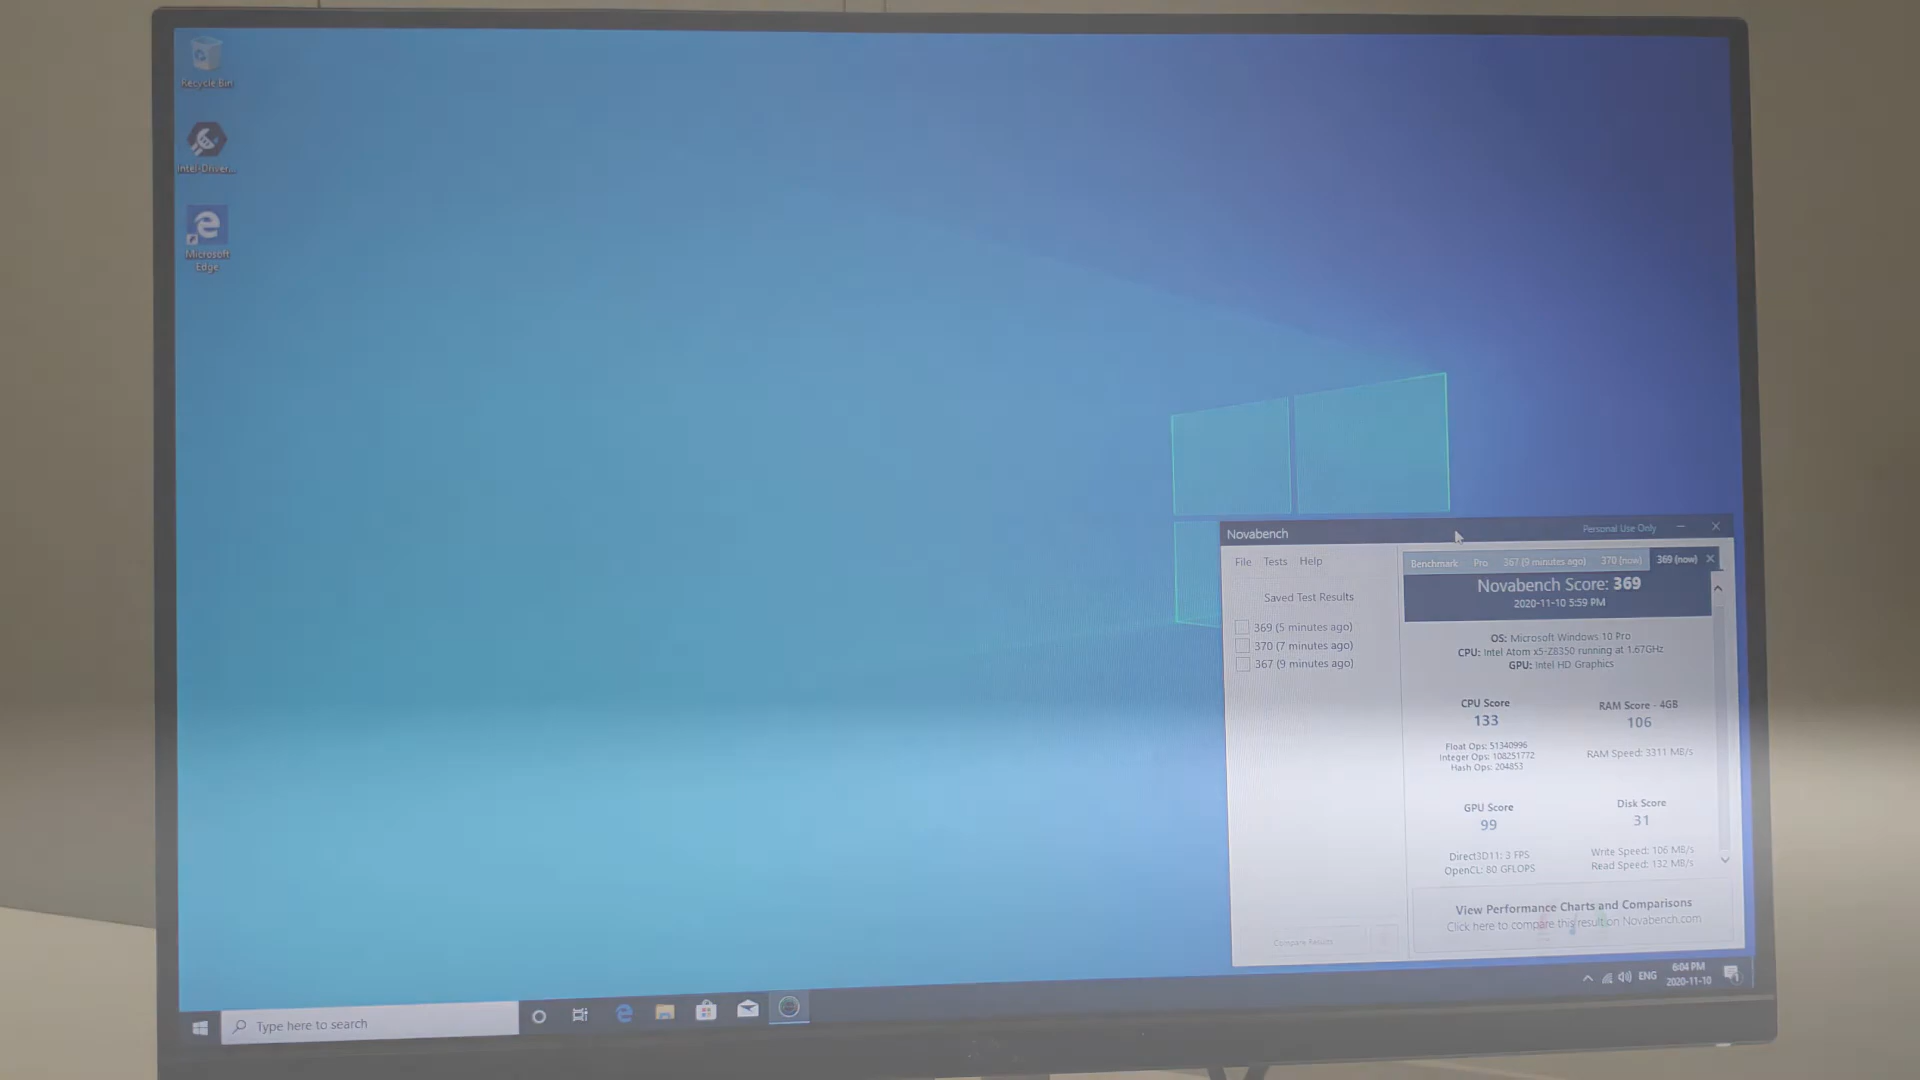 Recycle Bin
Intel-Driver...
Microsoft
Edge
Novabench
Personal Use Only
File Tests Help
Benchmark Pro 367 (9 minutes ago) 370 (now) 369 (now)
Saved Test Results
369 (5 minutes ago)
370 (7 minutes ago)
367 (9 minutes ago)
Compare Results
Novabench Score: 369
2020-11-10 5:59 PM
OS: Microsoft Windows 10 Pro
CPU: Intel Atom x5-Z8350 running at 1.67GHz
GPU: Intel HD Graphics
CPU Score
133
Float Ops: 51340996
Integer Ops: 108251772
Hash Ops: 204853
RAM Score - 4GB
106
RAM Speed: 3311 MB/s
GPU Score
99
Direct3D11: 3 FPS
OpenCL: 80 GFLOPS
Disk Score
31
Write Speed: 106 MB/s
Read Speed: 132 MB/s
View Performance Charts and Comparisons
Click here to compare this result on Novabench.com
Type here to search
ENG
6:04 PM
2020-11-10